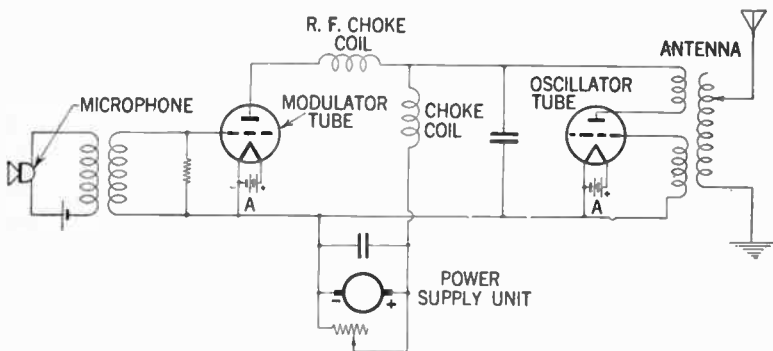 R. F. CHOKE
COIL
ANTENNA
OSCILLATOR
TUBE
MICROPHONE
MODULATOR
TUBE
CHOKE
COIL
- +
A
- +
A
POWER
SUPPLY UNIT
- +